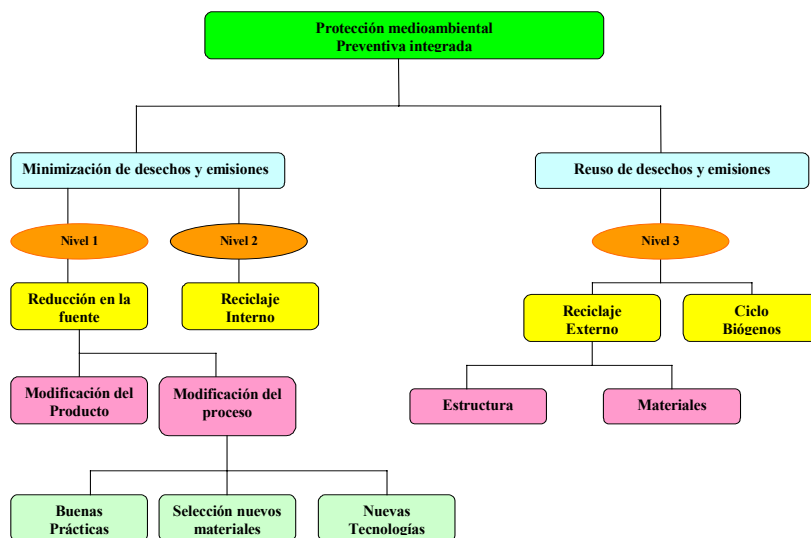 Protección medioambiental
Preventiva integrada
Minimización de desechos y emisiones
Reuso de desechos y emisiones
Nivel 1
Nivel 2
Nivel 3
Reducción en la
fuente
Reciclaje
Interno
Reciclaje
Externo
Ciclo
Biógenos
Modificación del
Producto
Modificación del
proceso
Estructura
Materiales
Buenas
Prácticas
Selección nuevos
materiales
Nuevas
Tecnologías